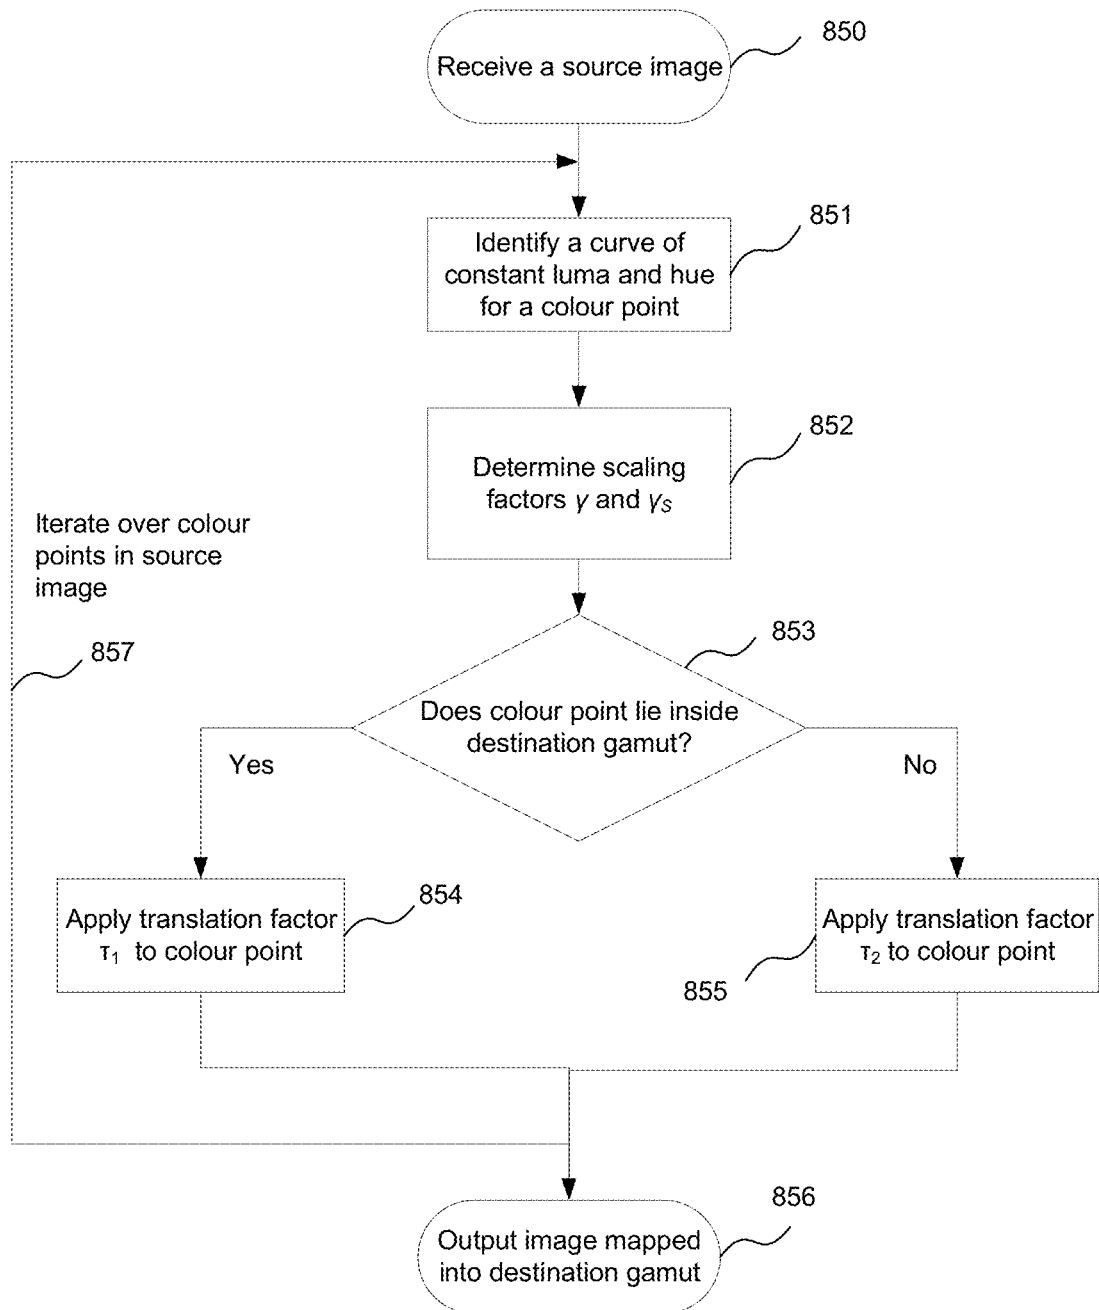 850
Receive a source image
851
Identify a curve of
constant luma and hue
for a colour point
852
Determine scaling
factors γ and γS
Iterate over colour
points in source
image
857
853
Does colour point lie inside
destination gamut?
Yes
No
854
Apply translation factor
τ1 to colour point
Apply translation factor
τ2 to colour point
855
856
Output image mapped
into destination gamut